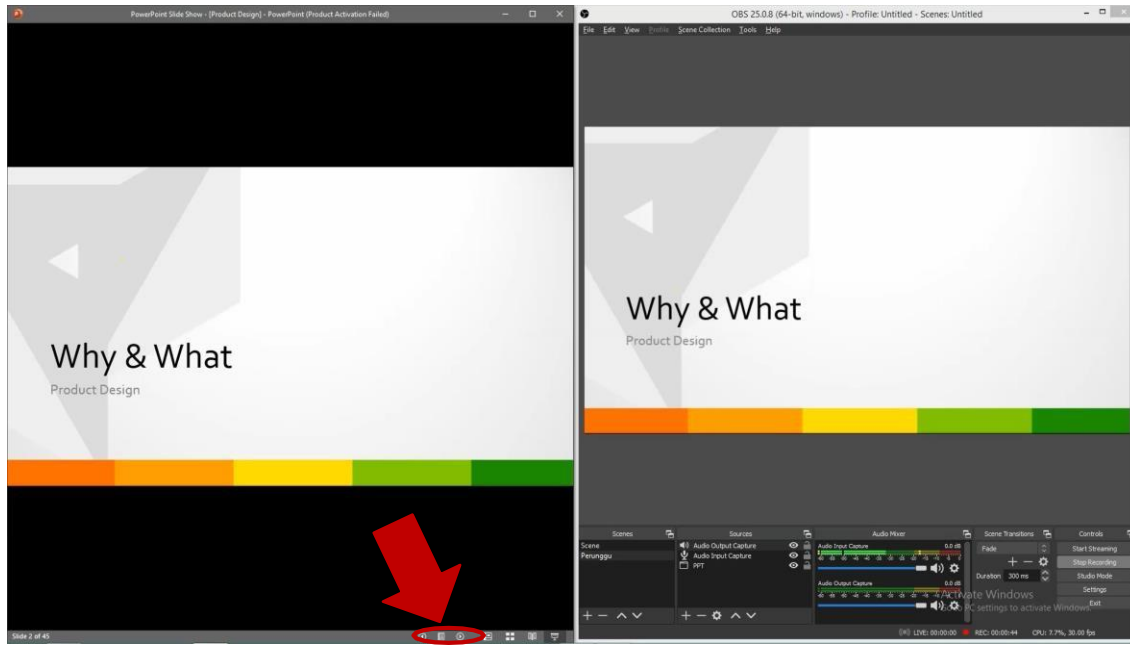 PowerPoint Slide Show - [Product Design] - PowerPoint (Product Activation Failed)
Why & What
Product Design
Slide 2 of 45
OBS 25.0.8 (64-bit, windows) - Profile: Untitled - Scenes: Untitled
File Edit View Profile Scene Collection Tools Help
Why & What
Product Design
Scenes
Scene
Perunggu
Sources
Audio Output Capture
Audio Input Capture
PPT
Audio Mixer
Audio Input Capture 0.0 dB
Audio Output Capture 0.0 dB
Scene Transitions
Fade
Duration 300 ms
Controls
Start Streaming
Stop Recording
Studio Mode
Settings
Exit
Activate Windows
PC settings to activate Windows.
LIVE: 00:00:00 REC: 00:00:44 CPU: 7.7%, 30.00 fps